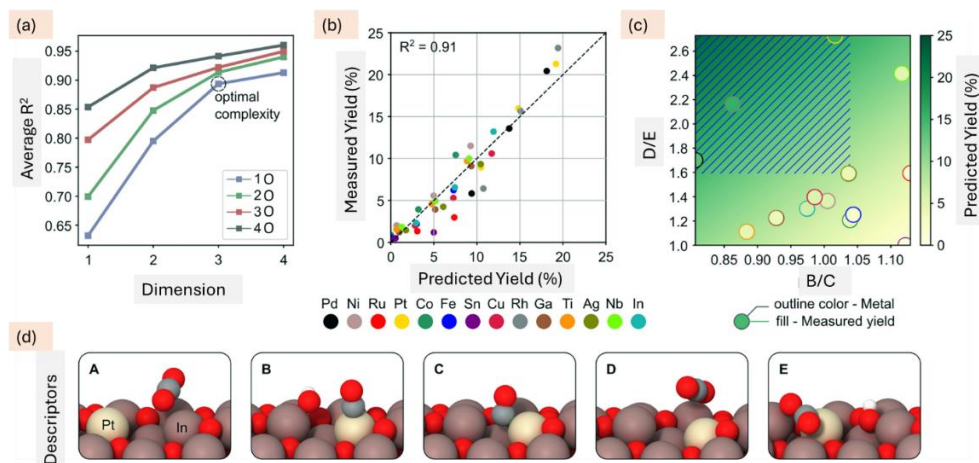 (a)
Average R²
0.95
0.90
0.85
0.80
0.75
0.70
0.65
optimal
complexity
1 O
2 O
3 O
4 O
1 2 3 4
Dimension
(b)
R² = 0.91
Measured Yield (%)
25
20
15
10
5
0
0 5 10 15 20 25
Predicted Yield (%)
Pd Ni Ru Pt Co Fe Sn Cu Rh Ga Ti Ag Nb In
(c)
D/E
2.6
2.4
2.2
2.0
1.8
1.6
1.4
1.2
1.0
0.85 0.90 0.95 1.00 1.05 1.10
B/C
25
20
15
10
5
0
Predicted Yield (%)
outline color - Metal
fill - Measured yield
(d)
Descriptors
A
Pt
In
B
C
D
E